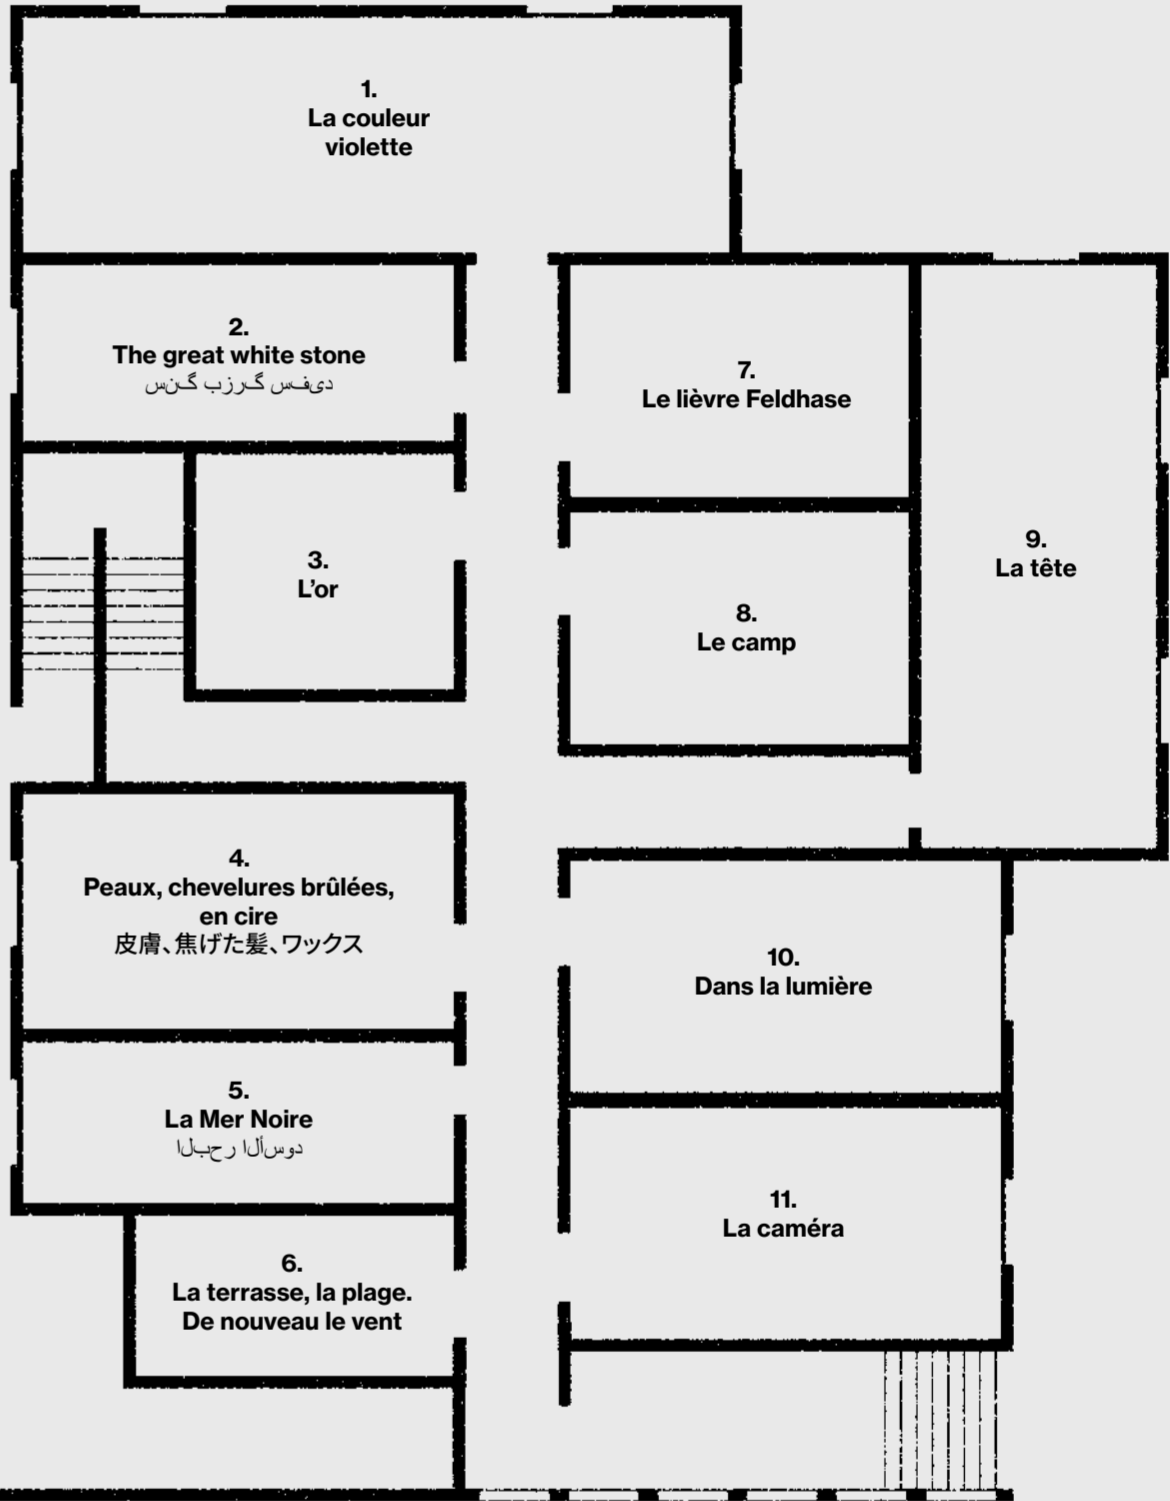 1.
La couleur
violette
2.
The great white stone
دیفس گرزب گنس
7.
Le lièvre Feldhase
3.
L’or
9.
La tête
8.
Le camp
4.
Peaux, chevelures brûlées,
en cire
皮膚、焦げた髪、ワックス
10.
Dans la lumière
5.
La Mer Noire
دوسألا رحبلا
11.
La caméra
6.
La terrasse, la plage.
De nouveau le vent